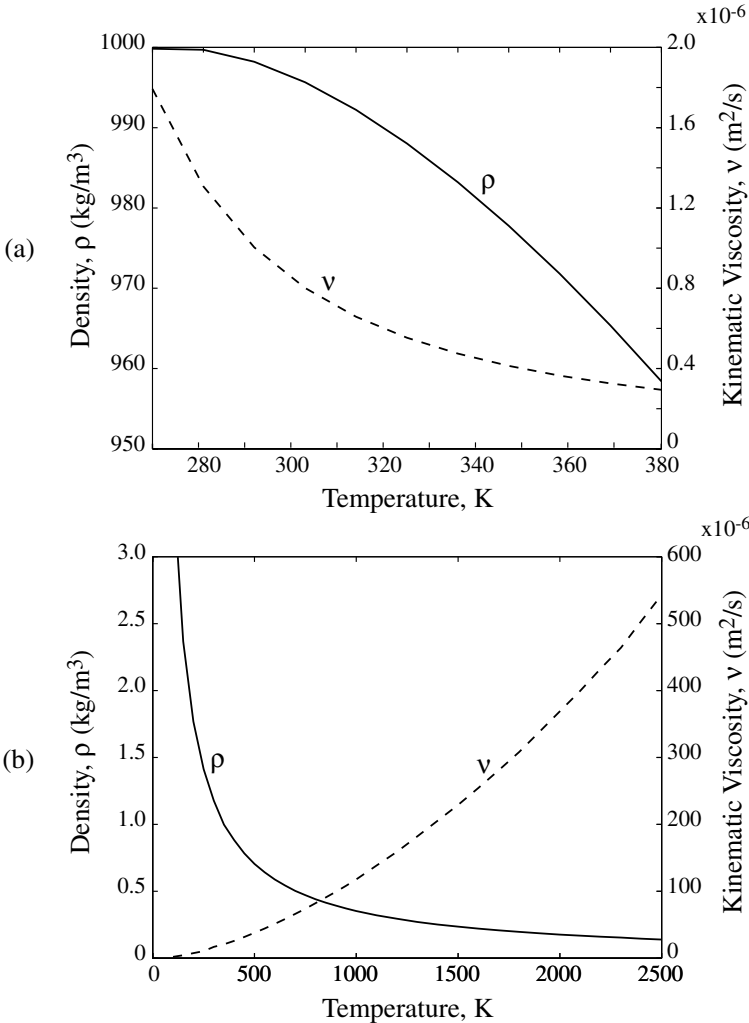 (a)
x10⁻⁶
Density, ρ (kg/m³)
1000
990
980
970
960
950
ρ
ν
2.0
1.6
1.2
0.8
0.4
0
Kinematic Viscosity, ν (m²/s)
280 300 320 340 360 380
Temperature, K
(b)
x10⁻⁶
Density, ρ (kg/m³)
3.0
2.5
2.0
1.5
1.0
0.5
0
ρ
ν
600
500
400
300
200
100
0
Kinematic Viscosity, ν (m²/s)
0 500 1000 1500 2000 2500
Temperature, K